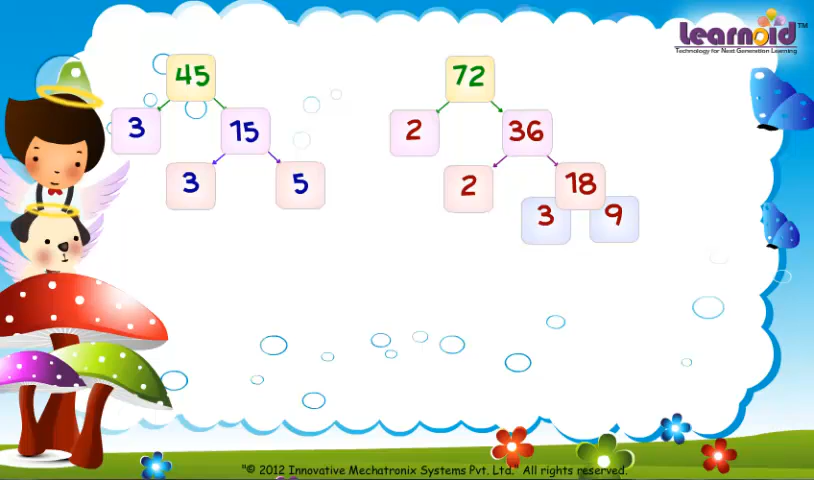 Learnoid™
Technology for Next Generation Learning
45
3 15
3 5
72
2 36
2 18
3 9
"© 2012 Innovative Mechatronix Systems Pvt. Ltd." All rights reserved.